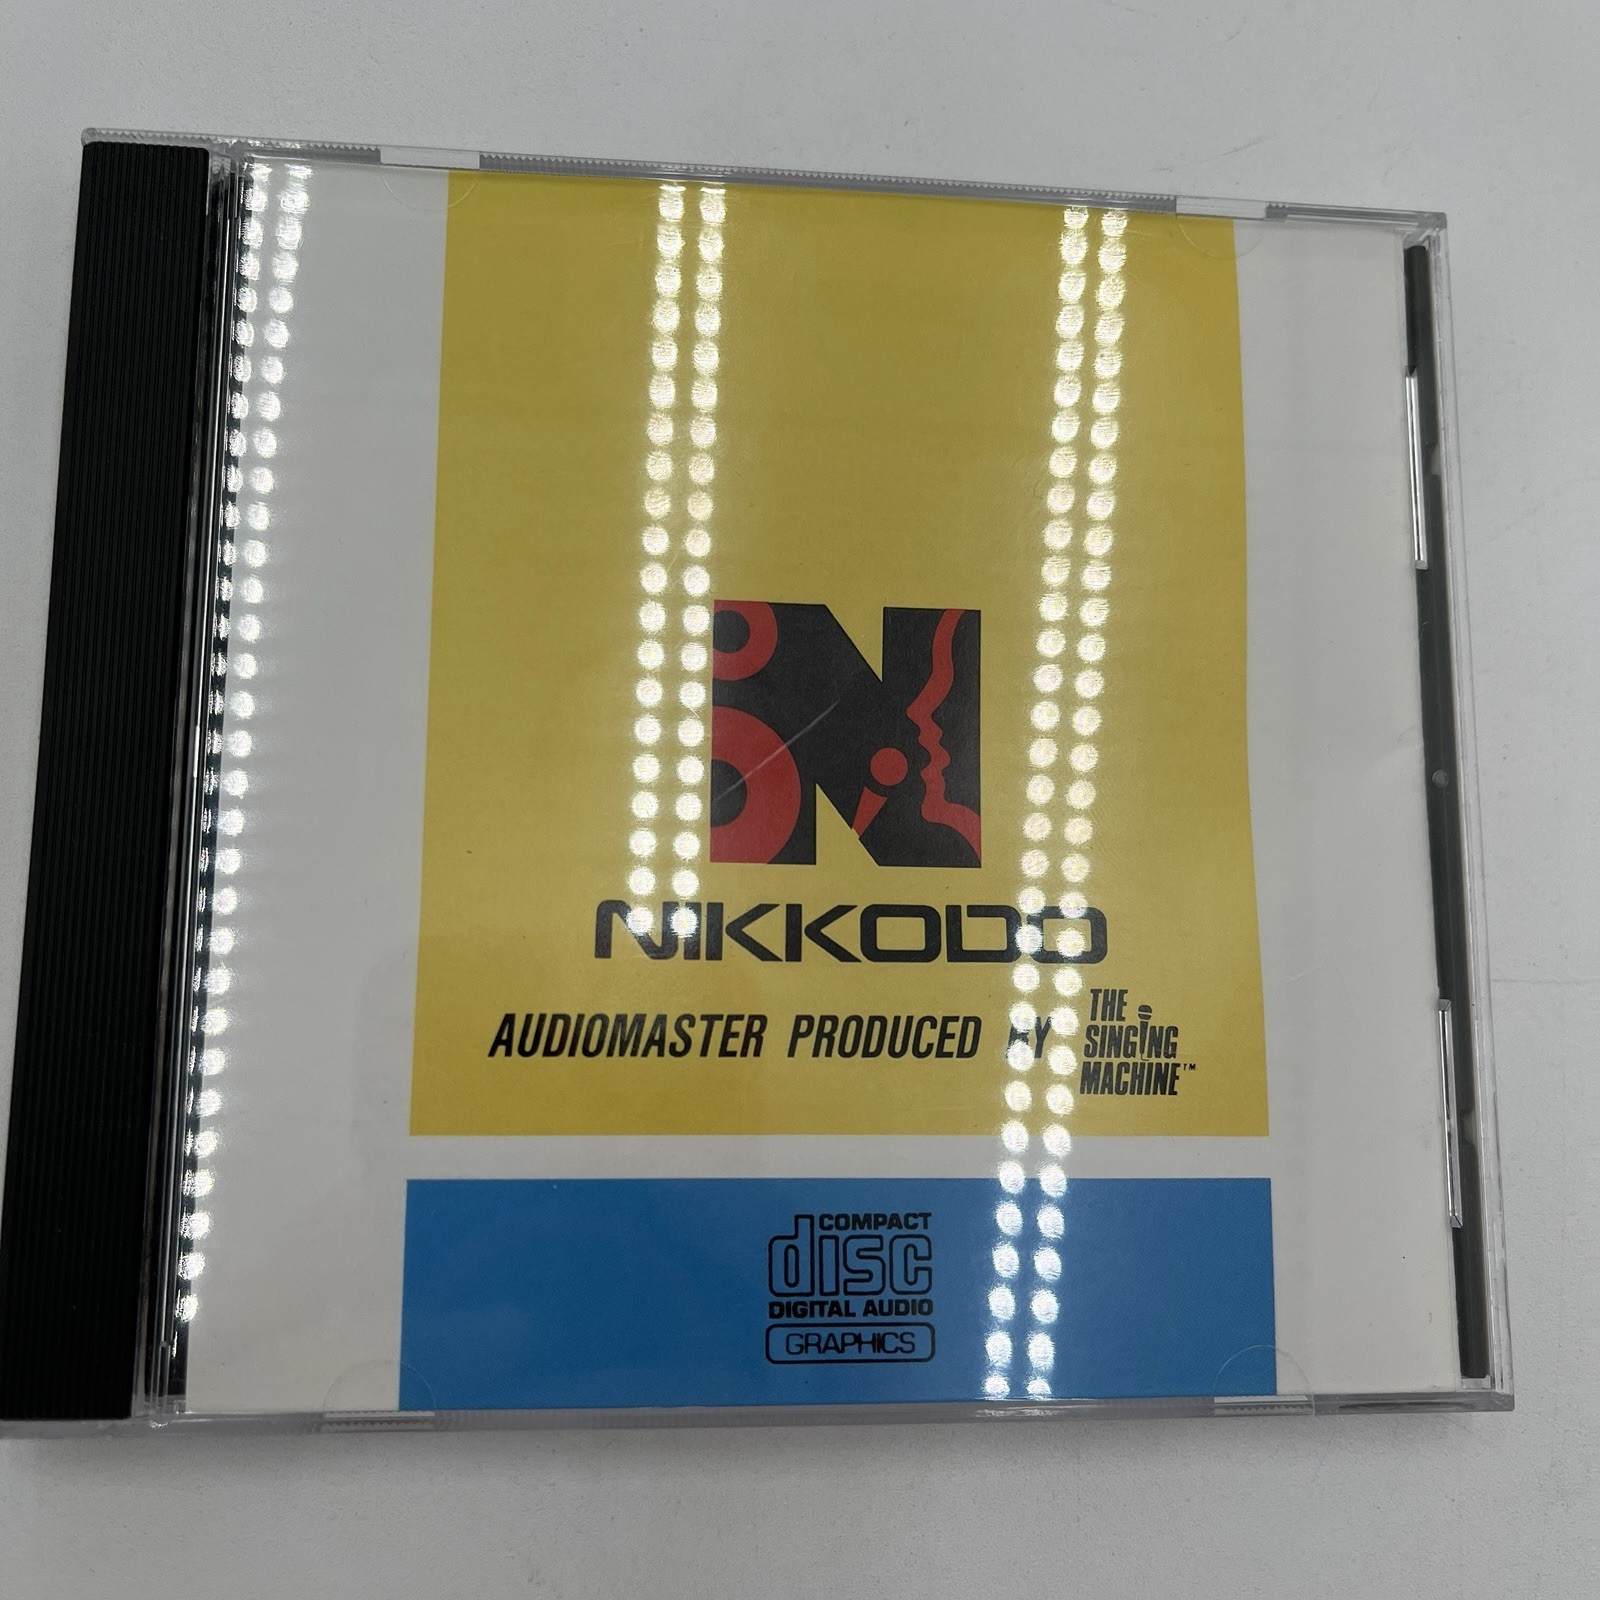 NIKKODO
AUDIOMASTER PRODUCED BY THE SINGING MACHINE™
COMPACT
disc
DIGITAL AUDIO
GRAPHICS